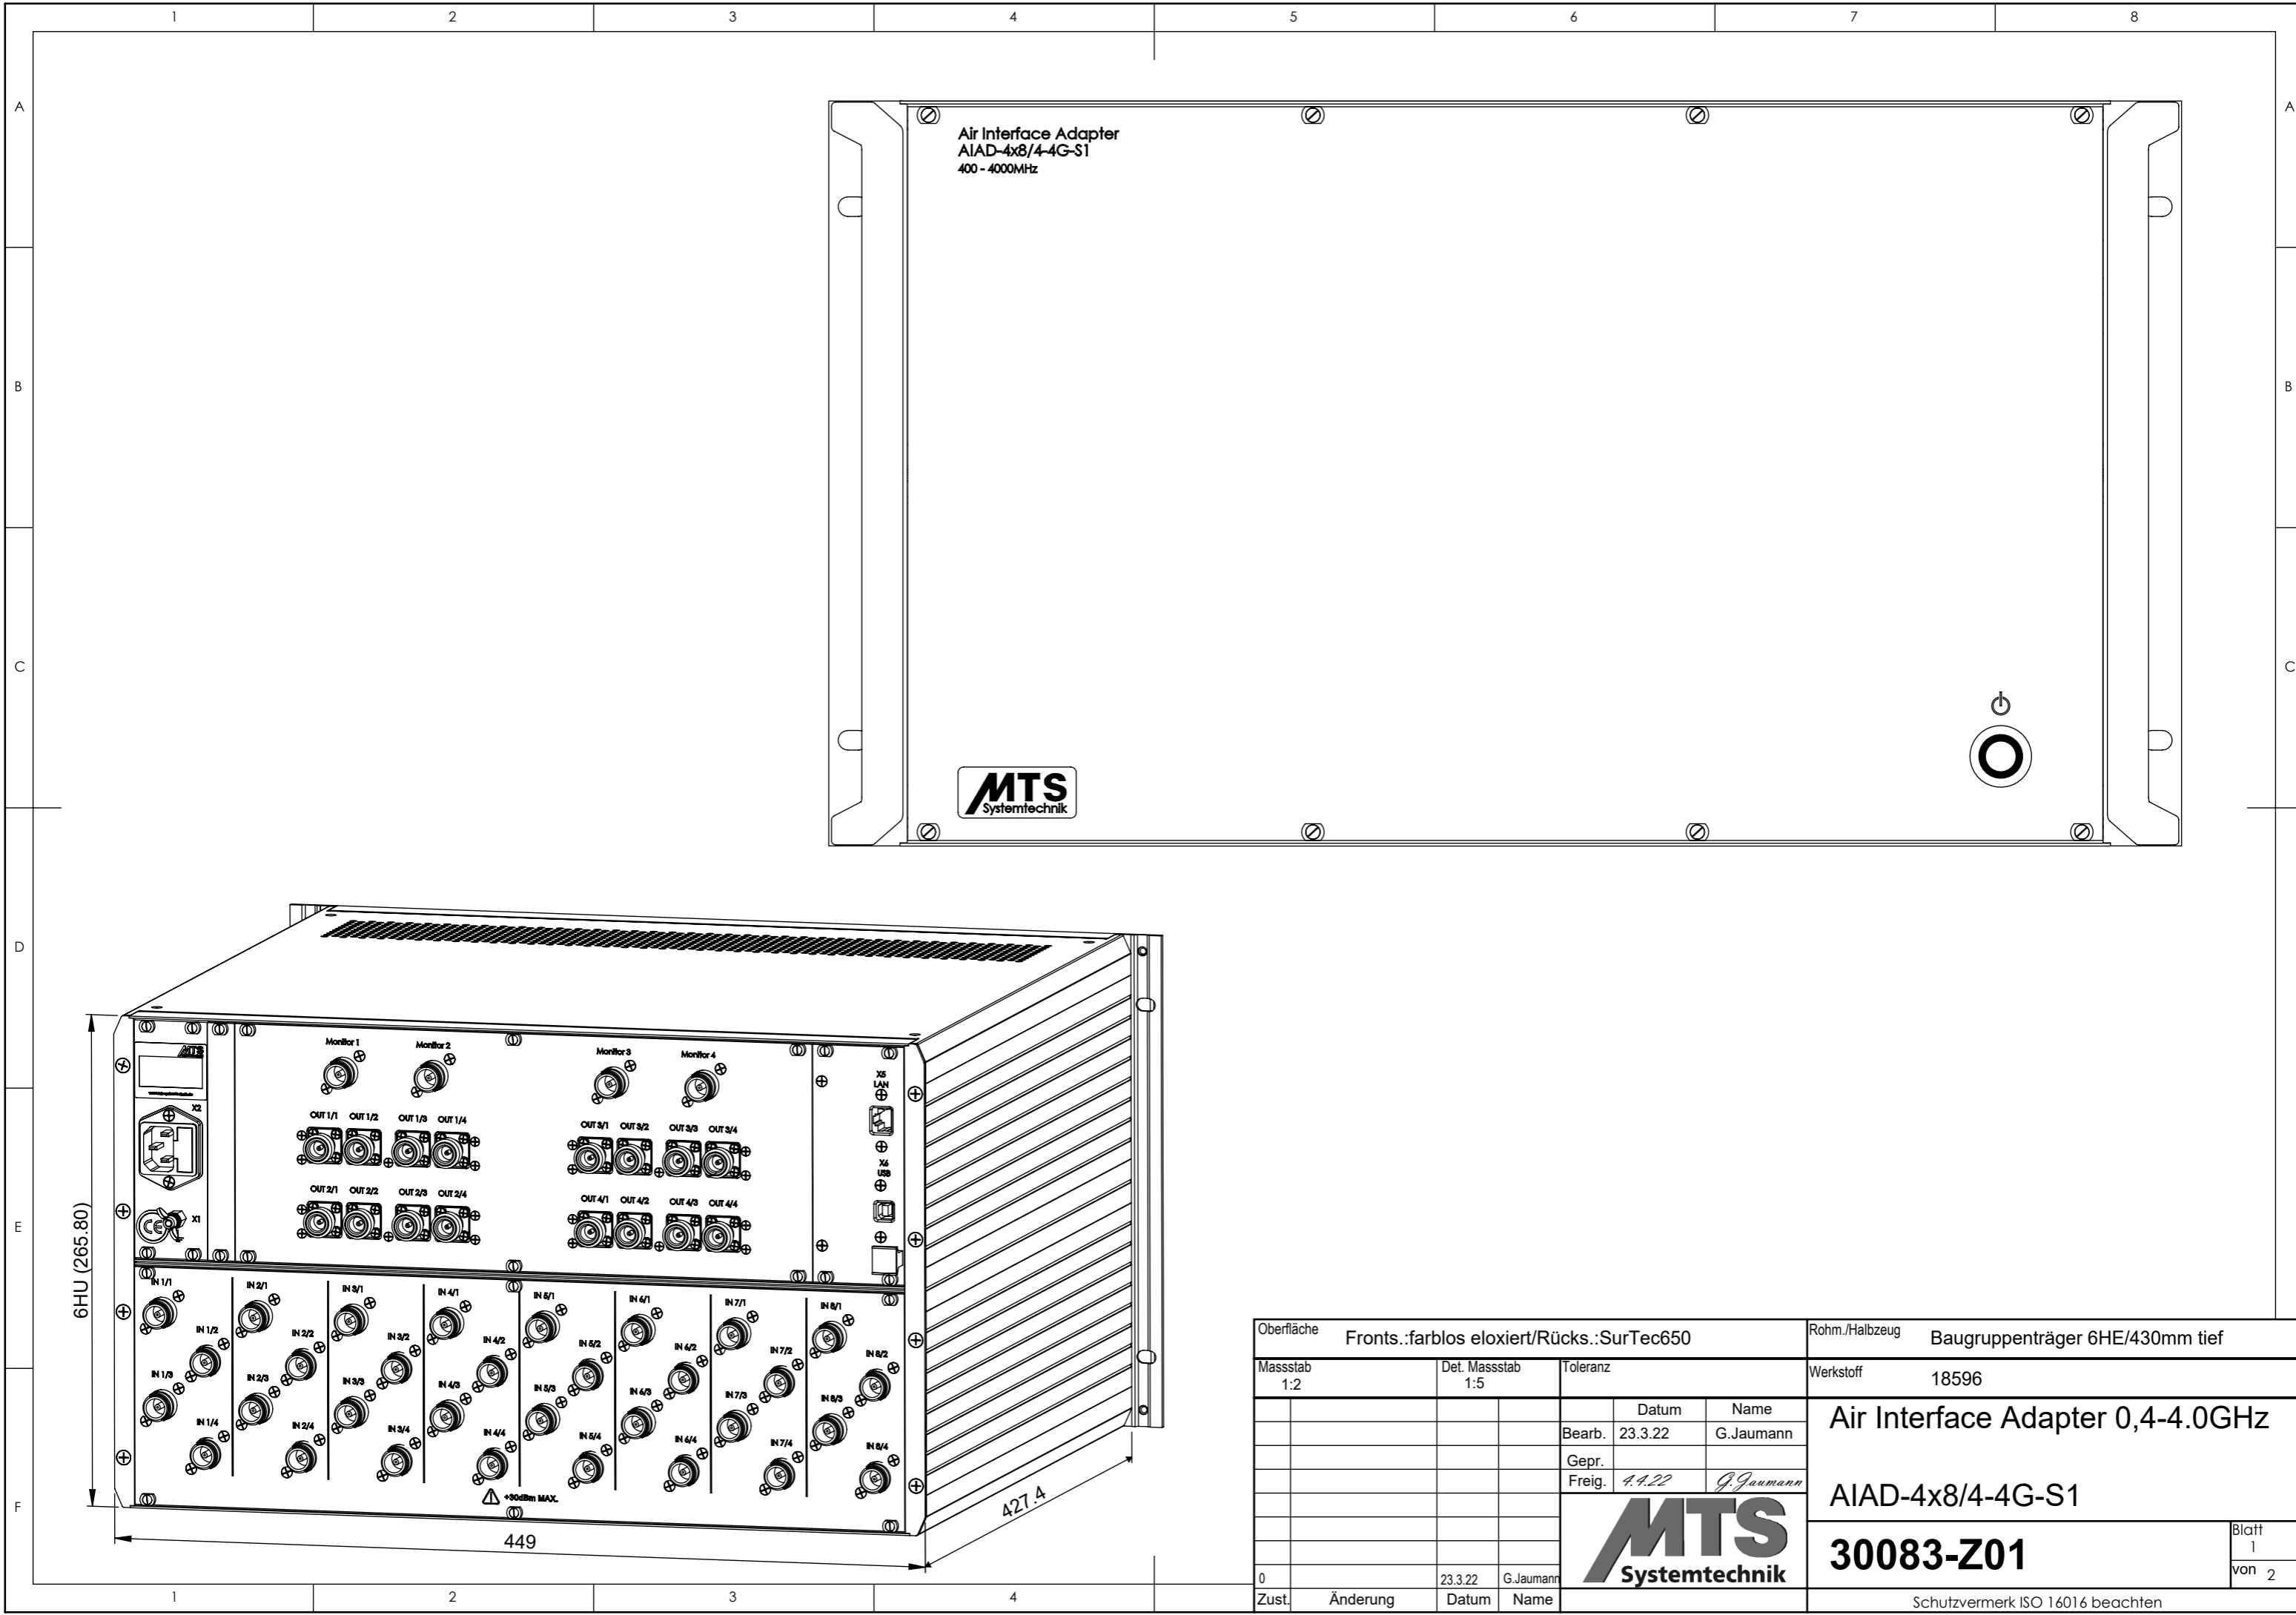 1 2 3 4 5 6 7 8
A A
B B
C C
D
E
F
Air Interface Adapter
AIAD-4x8/4-4G-S1
400 - 4000MHz
MTS
Systemtechnik
MTS
X2
X1
Monitor 1 Monitor 2 Monitor 3 Monitor 4
X5
LAN
OUT 1/1 OUT 1/2 OUT 1/3 OUT 1/4 OUT 3/1 OUT 3/2 OUT 3/3 OUT 3/4
X6
USB
OUT 2/1 OUT 2/2 OUT 2/3 OUT 2/4 OUT 4/1 OUT 4/2 OUT 4/3 OUT 4/4
CE
IN 1/1 IN 2/1 IN 3/1 IN 4/1 IN 5/1 IN 6/1 IN 7/1 IN 8/1
IN 1/2 IN 2/2 IN 3/2 IN 4/2 IN 5/2 IN 6/2 IN 7/2 IN 8/2
IN 1/3 IN 2/3 IN 3/3 IN 4/3 IN 5/3 IN 6/3 IN 7/3 IN 8/3
IN 1/4 IN 2/4 IN 3/4 IN 4/4 IN 5/4 IN 6/4 IN 7/4 IN 8/4
+30dBm MAX.
6HU (265.80)
449
427.4
Oberfläche Fronts.:farblos eloxiert/Rücks.:SurTec650
Rohm./Halbzeug Baugruppenträger 6HE/430mm tief
Massstab 1:2
Det. Massstab 1:5
Toleranz
Werkstoff 18596
Datum Name
Bearb. 23.3.22 G.Jaumann
Gepr.
Freig. 4.4.22 G.Jaumann
Air Interface Adapter 0,4-4.0GHz
AIAD-4x8/4-4G-S1
MTS
Systemtechnik
30083-Z01
Blatt
1
von 2
0 23.3.22 G.Jaumann
Zust. Änderung Datum Name
Schutzvermerk ISO 16016 beachten
1 2 3 4